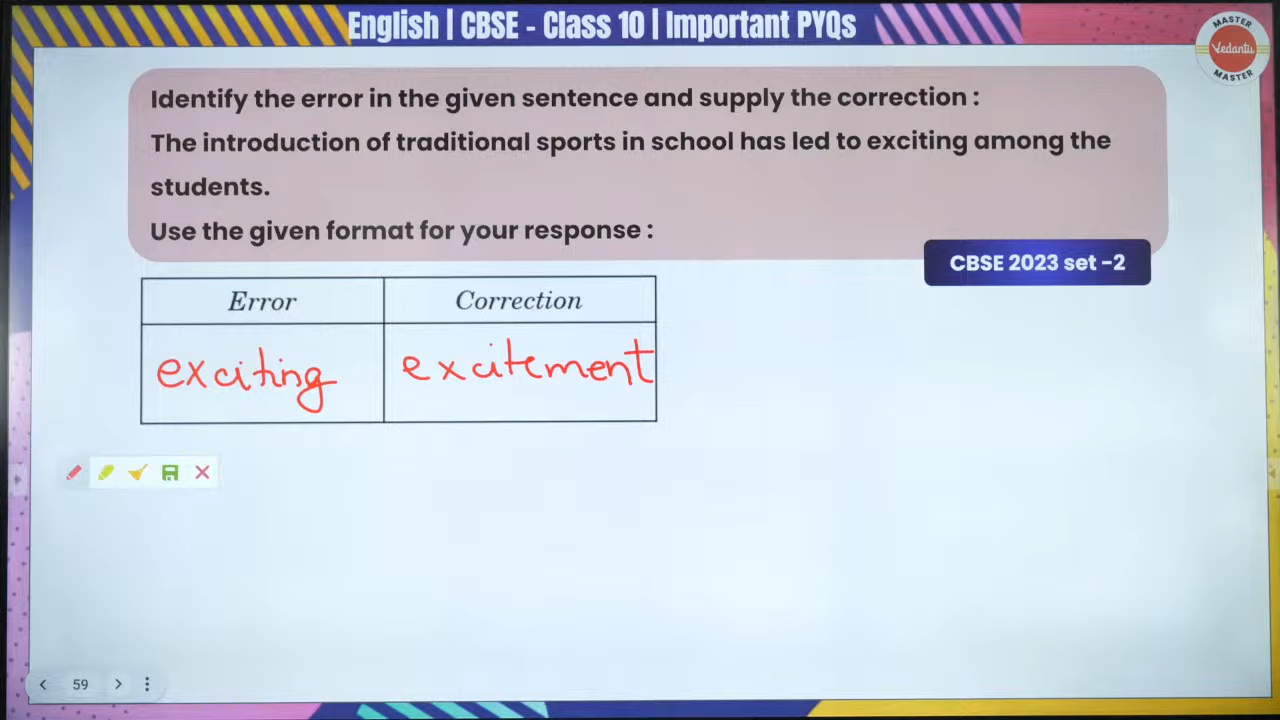 English | CBSE - Class 10 | Important PYQs
MASTER
Vedantu
MASTER
Identify the error in the given sentence and supply the correction :
The introduction of traditional sports in school has led to exciting among the
students.
Use the given format for your response :
CBSE 2023 set -2
Error Correction
exciting excitement
59